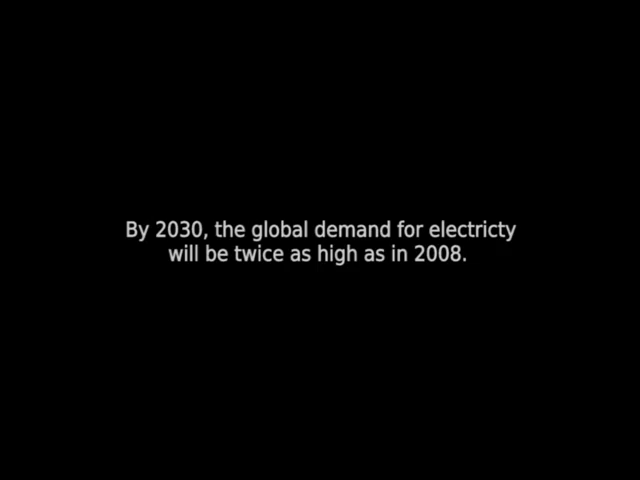 By 2030, the global demand for electricty
will be twice as high as in 2008.